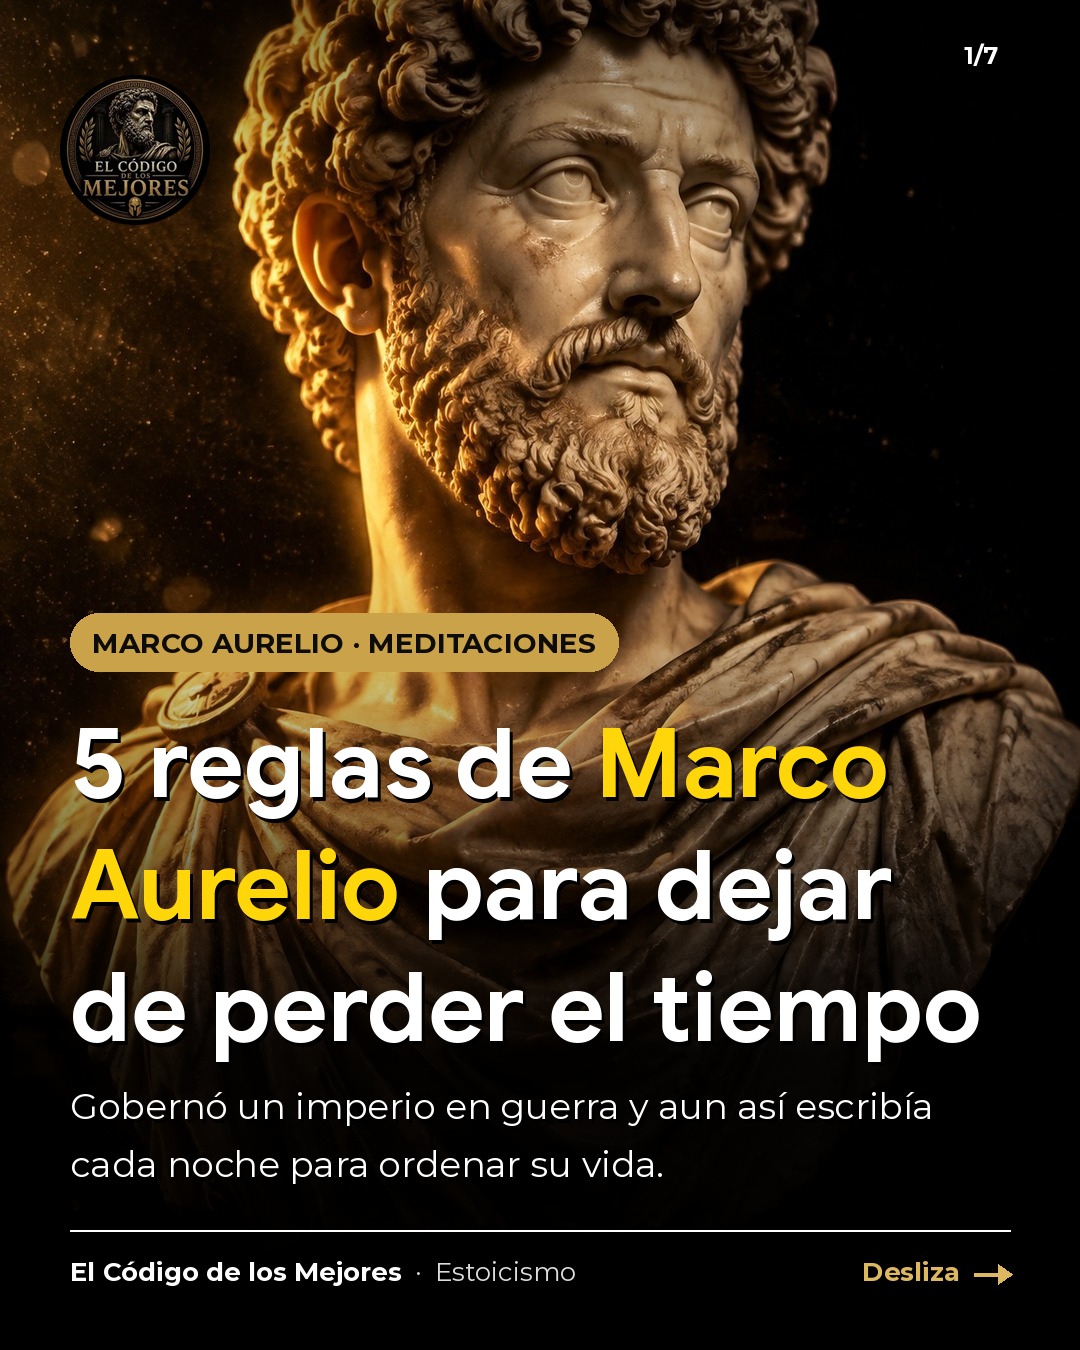 1/7
EL CÓDIGO
DE LOS
MEJORES
MARCO AURELIO · MEDITACIONES
5 reglas de Marco
Aurelio para dejar
de perder el tiempo
Gobernó un imperio en guerra y aun así escribía
cada noche para ordenar su vida.
El Código de los Mejores · Estoicismo
Desliza →